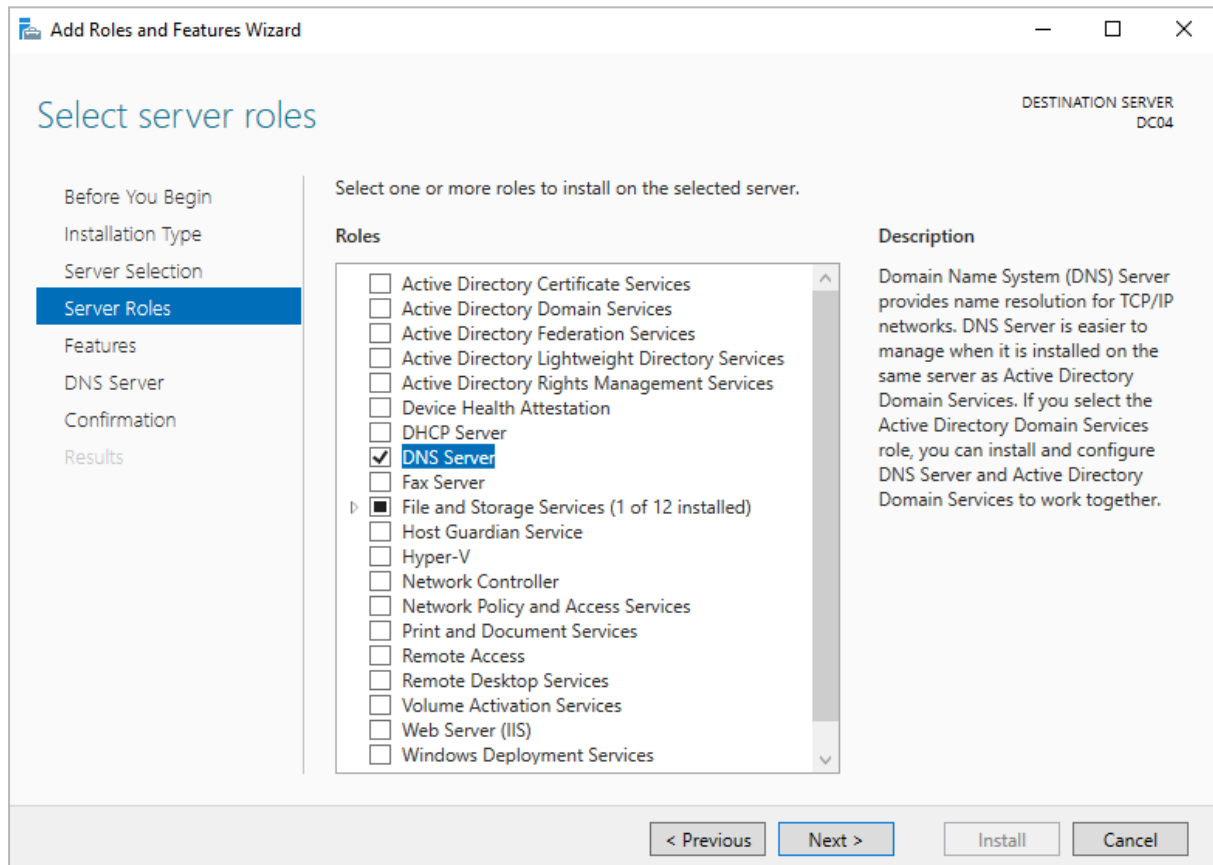 Add Roles and Features Wizard
Select server roles
DESTINATION SERVER
DC04
Before You Begin
Installation Type
Server Selection
Server Roles
Features
DNS Server
Confirmation
Results
Select one or more roles to install on the selected server.
Roles
Active Directory Certificate Services
Active Directory Domain Services
Active Directory Federation Services
Active Directory Lightweight Directory Services
Active Directory Rights Management Services
Device Health Attestation
DHCP Server
DNS Server
Fax Server
File and Storage Services (1 of 12 installed)
Host Guardian Service
Hyper-V
Network Controller
Network Policy and Access Services
Print and Document Services
Remote Access
Remote Desktop Services
Volume Activation Services
Web Server (IIS)
Windows Deployment Services
Description
Domain Name System (DNS) Server
provides name resolution for TCP/IP
networks. DNS Server is easier to
manage when it is installed on the
same server as Active Directory
Domain Services. If you select the
Active Directory Domain Services
role, you can install and configure
DNS Server and Active Directory
Domain Services to work together.
< Previous
Next >
Install
Cancel